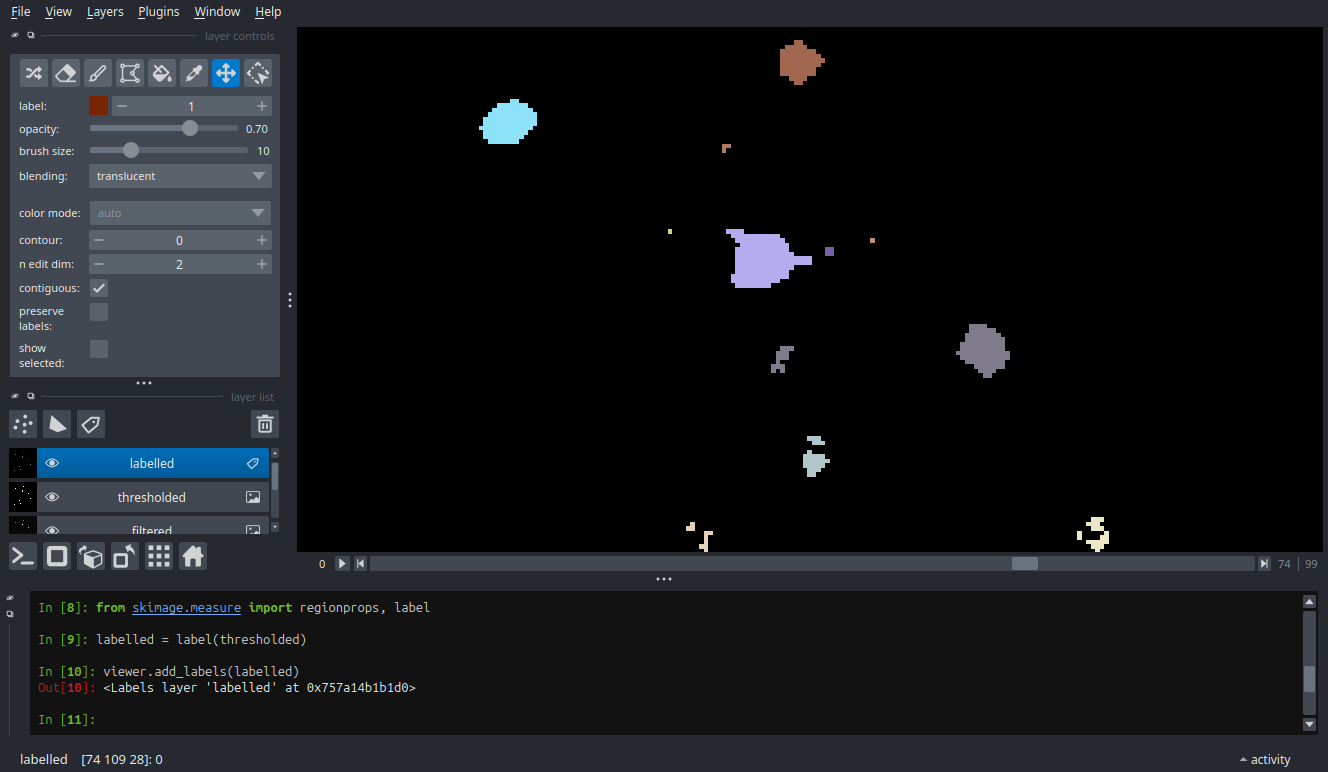 File View Layers Plugins Window Help
layer controls
label: 1
opacity: 0.70
brush size: 10
blending: translucent
color mode: auto
contour: 0
n edit dim: 2
contiguous:
preserve
labels:
show
selected:
layer list
labelled
thresholded
filtered
0 74 | 99
In [8]: from skimage.measure import regionprops, label
In [9]: labelled = label(thresholded)
In [10]: viewer.add_labels(labelled)
Out[10]: <Labels layer 'labelled' at 0x757a14b1b1d0>
In [11]:
labelled [74 109 28]: 0 activity